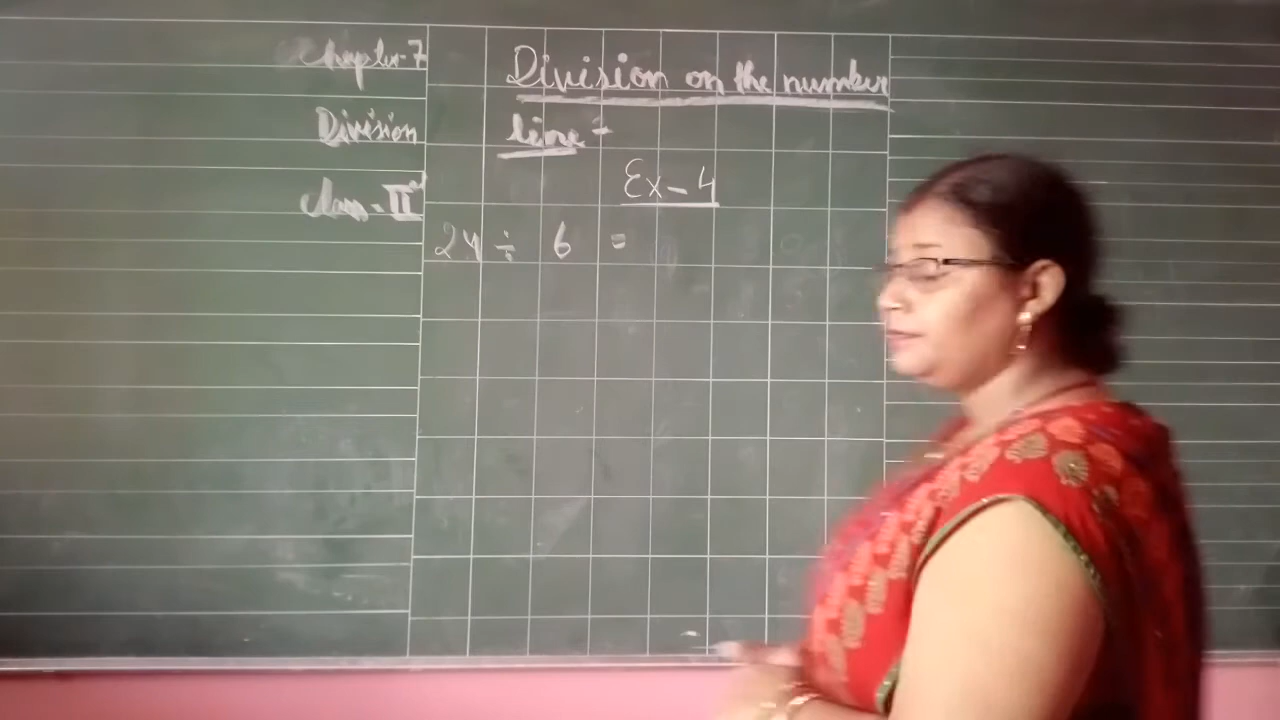 Chapter-7
Division
Class-II
Division on the number
line-
Ex-4
24 ÷ 6 =